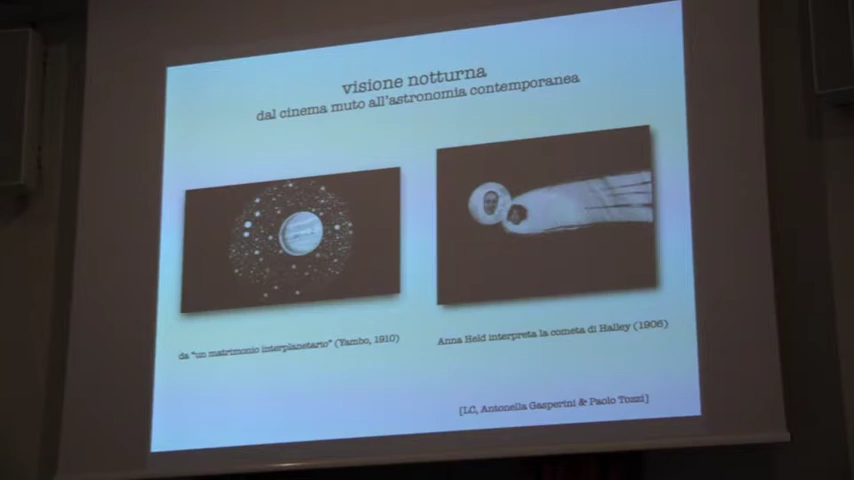 visione notturna
dal cinema muto all'astronomia contemporanea
da "un matrimonio interplanetario" (Yambo, 1910)
Anna Held interpreta la cometa di Halley (1906)
[LC, Antonella Gasperini & Paolo Tozzi]